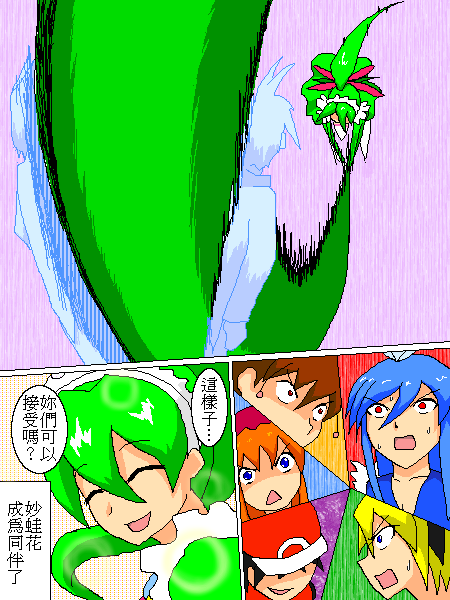 這樣子…
妳們可以
接受嗎？
妙蛙花
成為同伴了